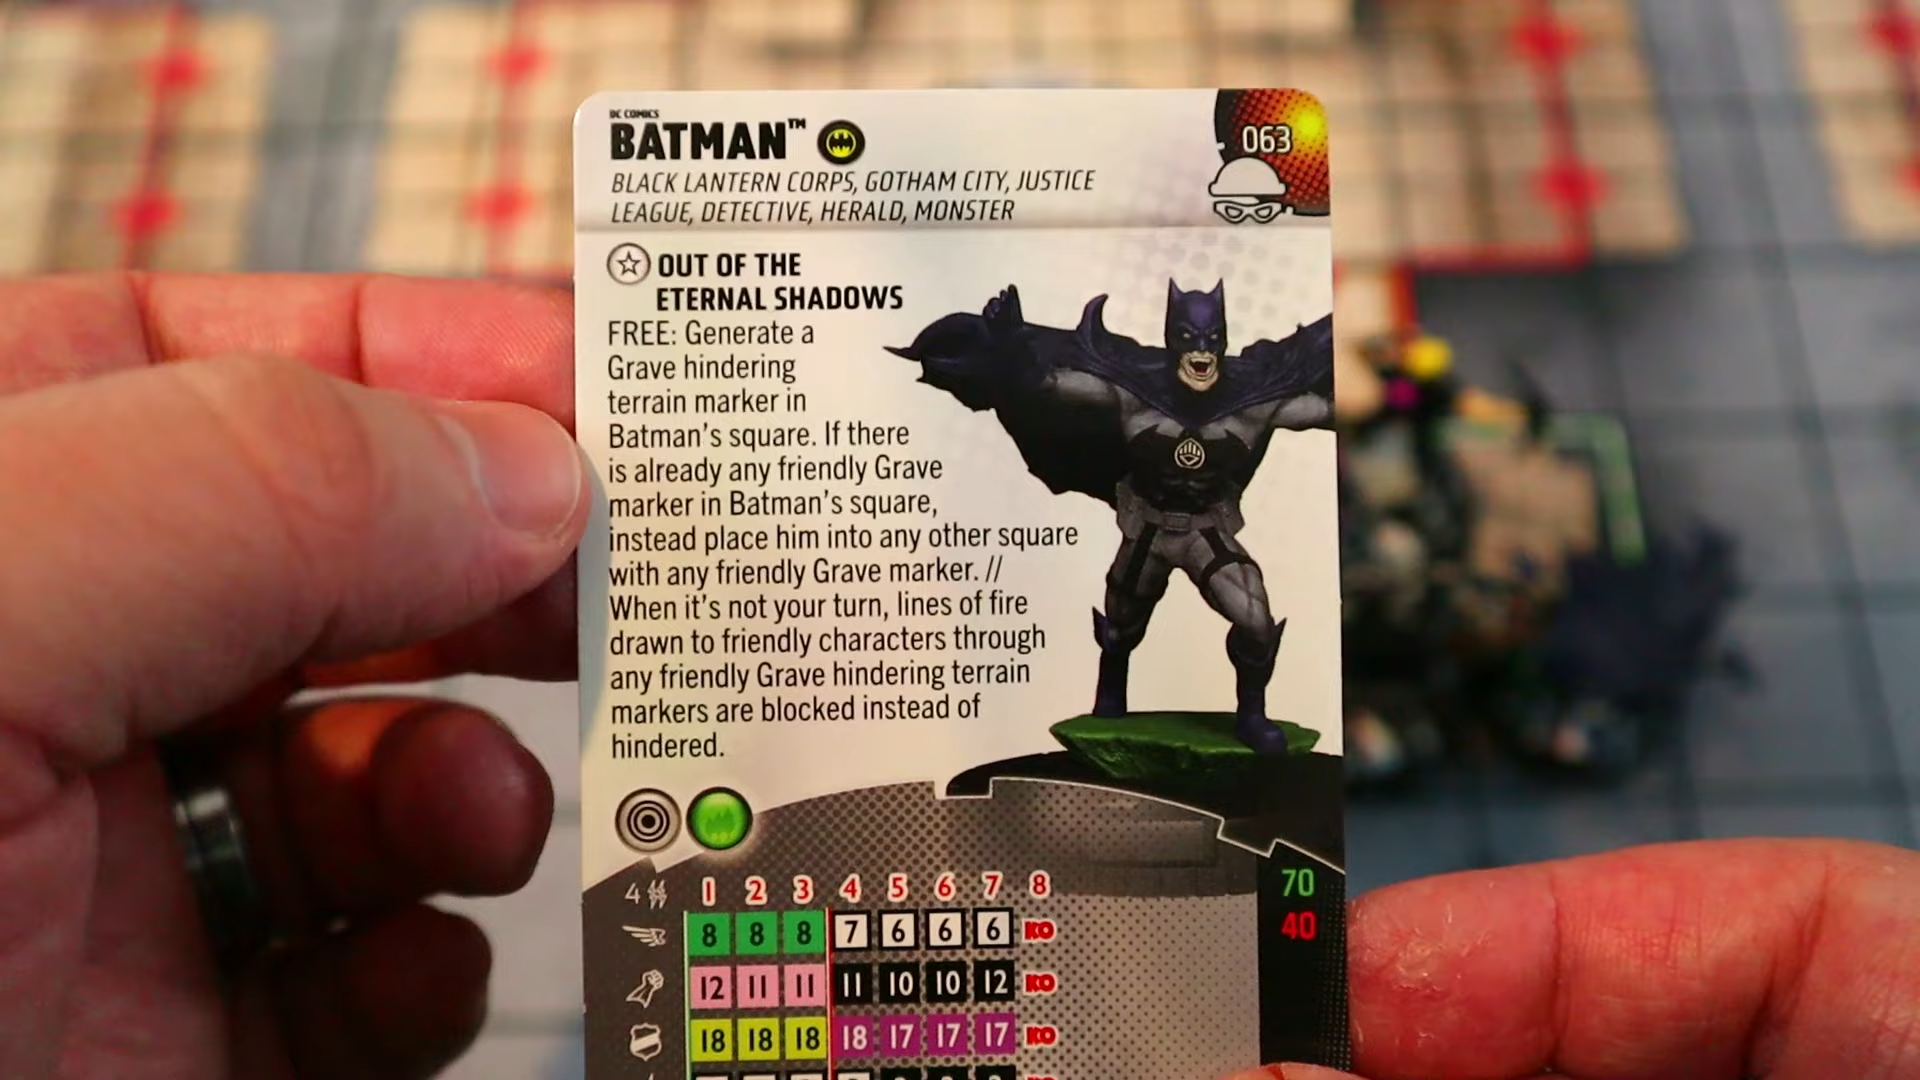 DC COMICS
BATMAN™
063
BLACK LANTERN CORPS, GOTHAM CITY, JUSTICE
LEAGUE, DETECTIVE, HERALD, MONSTER
OUT OF THE
ETERNAL SHADOWS
FREE: Generate a
Grave hindering
terrain marker in
Batman's square. If there
is already any friendly Grave
marker in Batman's square,
instead place him into any other square
with any friendly Grave marker. //
When it's not your turn, lines of fire
drawn to friendly characters through
any friendly Grave hindering terrain
markers are blocked instead of
hindered.
4 1 2 3 4 5 6 7 8 70
8 8 8 7 6 6 6 KO 40
12 11 11 11 10 10 12 KO
18 18 18 18 17 17 17 KO